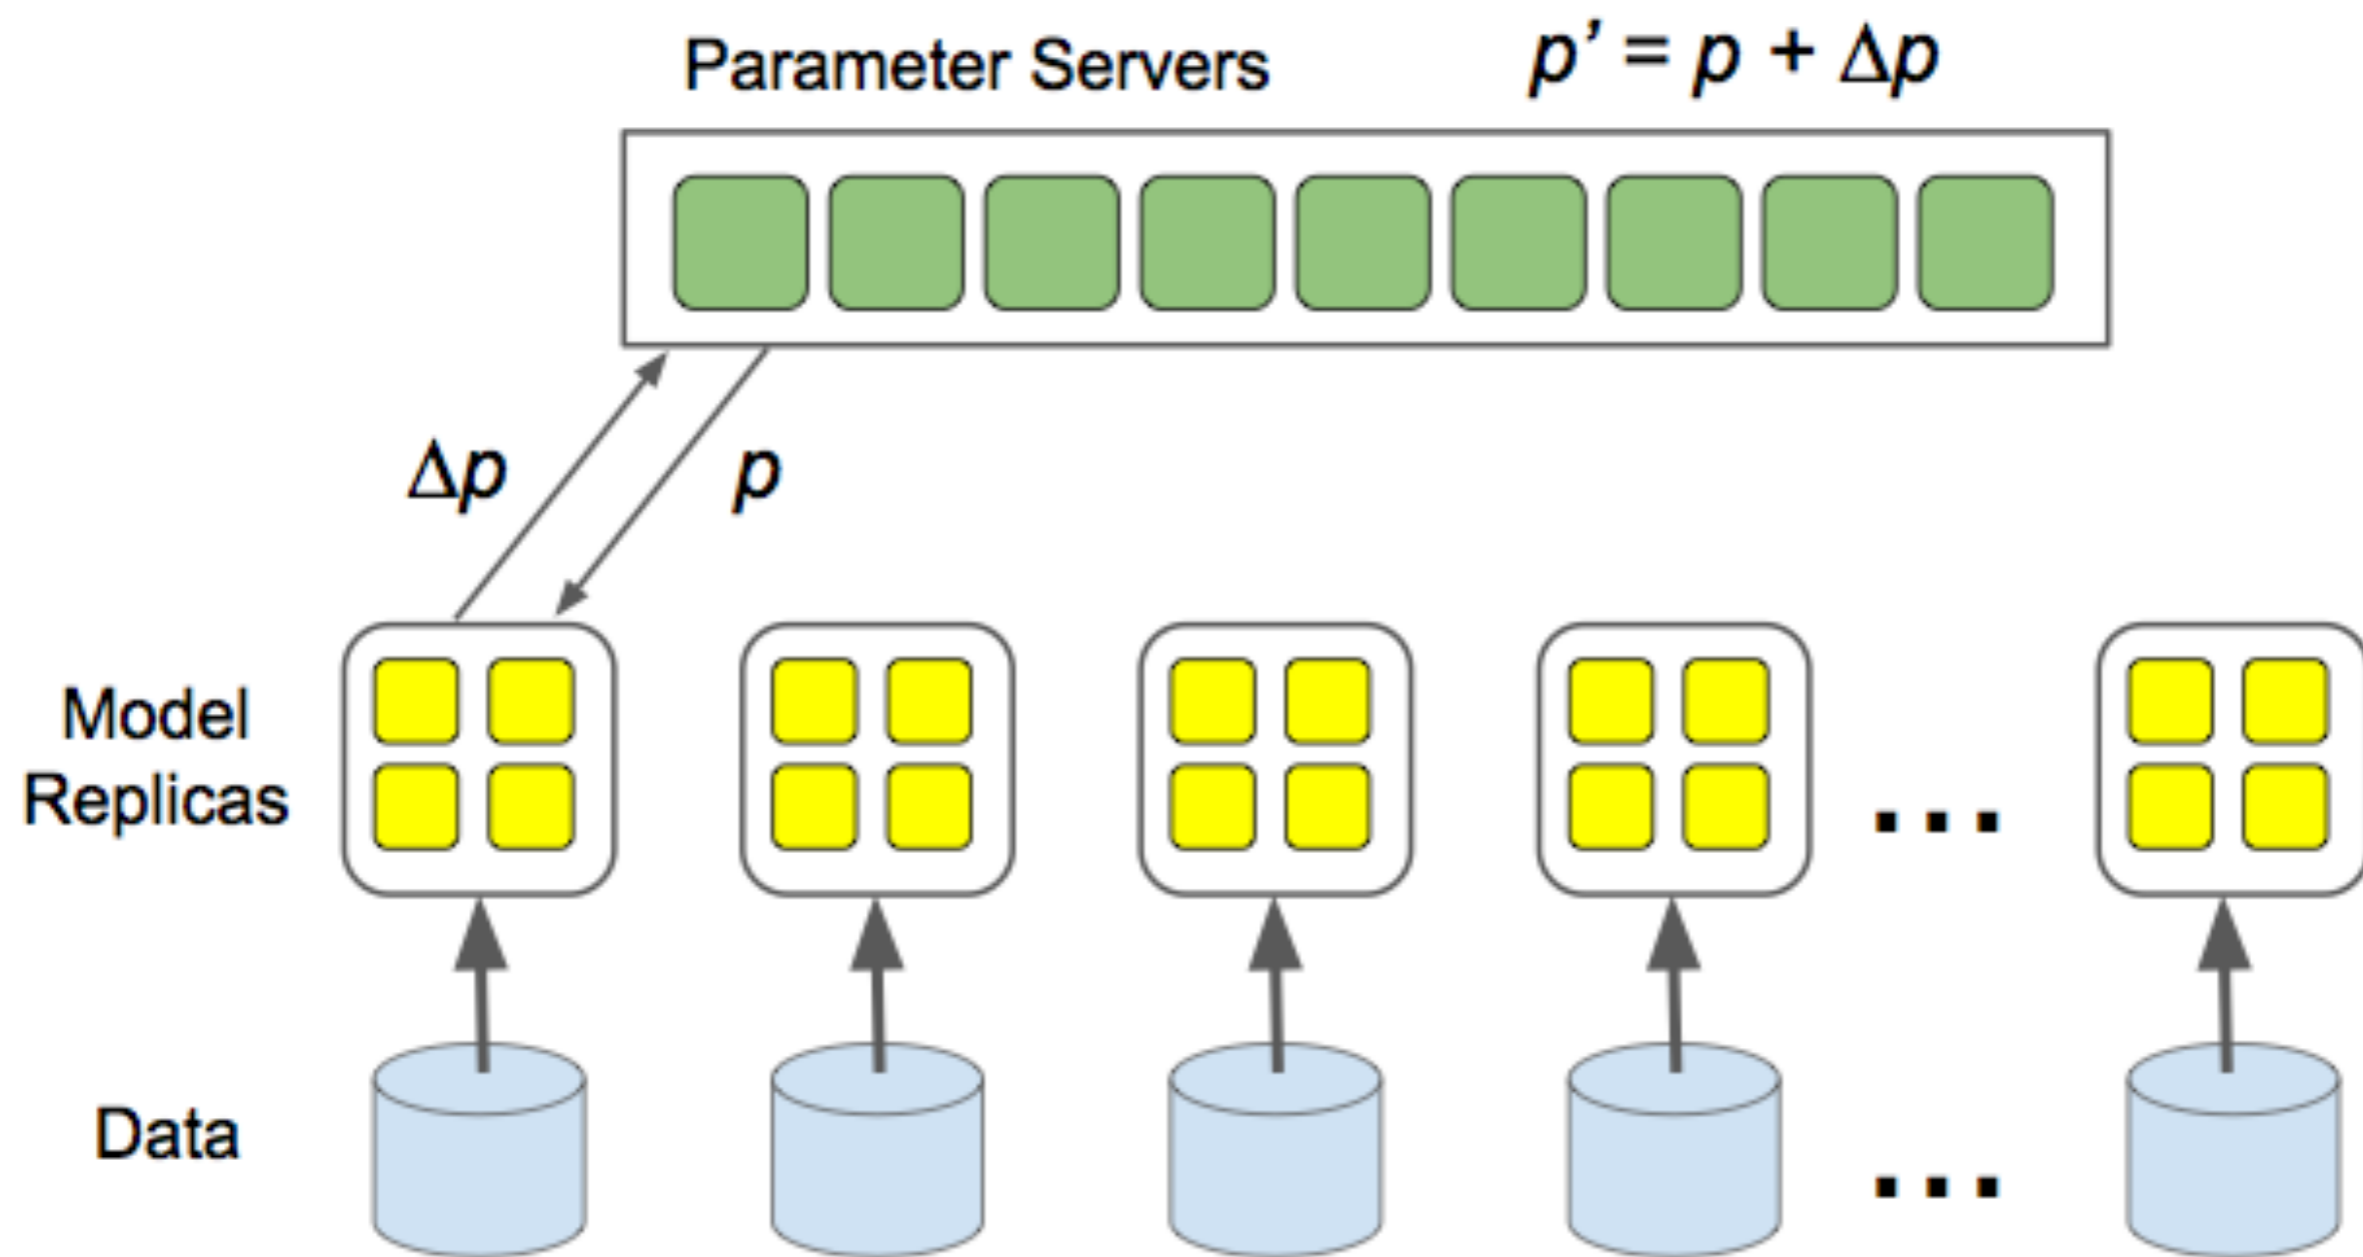 Parameter Servers
p’ = p + Δp
Δp
p
Model
Replicas
...
Data
...